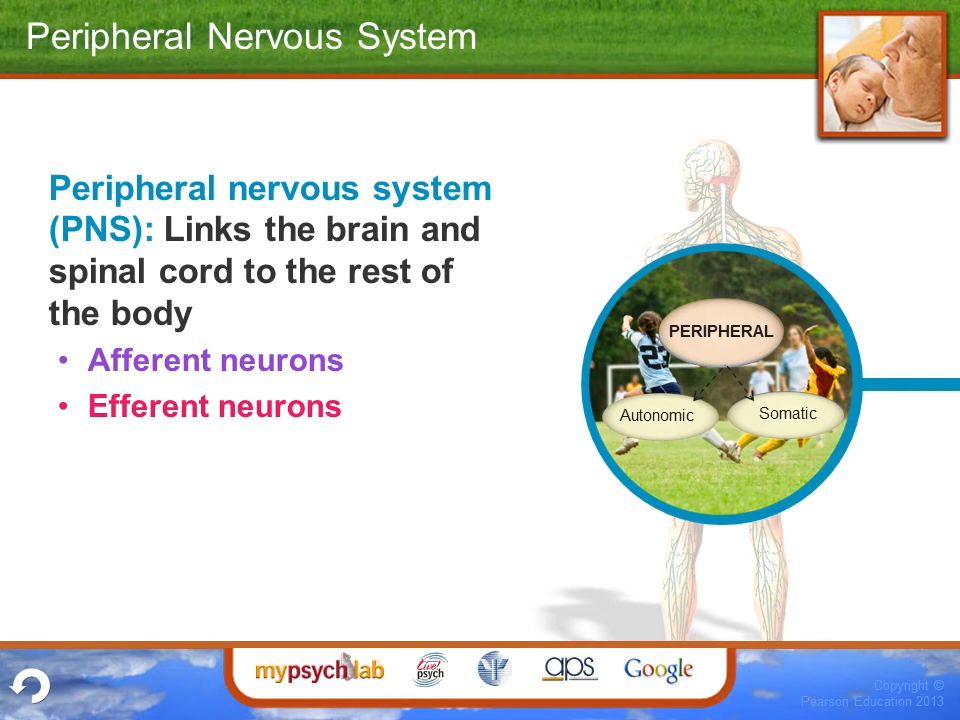 Peripheral Nervous System
Peripheral nervous system
(PNS): Links the brain and
spinal cord to the rest of
the body
• Afferent neurons
• Efferent neurons
23
PERIPHERAL
Autonomic
Somatic
mypsychlab
Live!
psych
aps
Google
Copyright ©
Pearson Education 2013